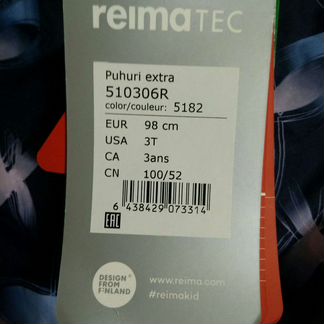 reimaTEC
Puhuri extra
510306R
color/couleur: 5182
EUR 98 cm
USA 3T
CA 3ans
CN 100/52
6 438429 073314
EAC
DESIGN
FROM
FINLAND
www.reima.com
#reimakid